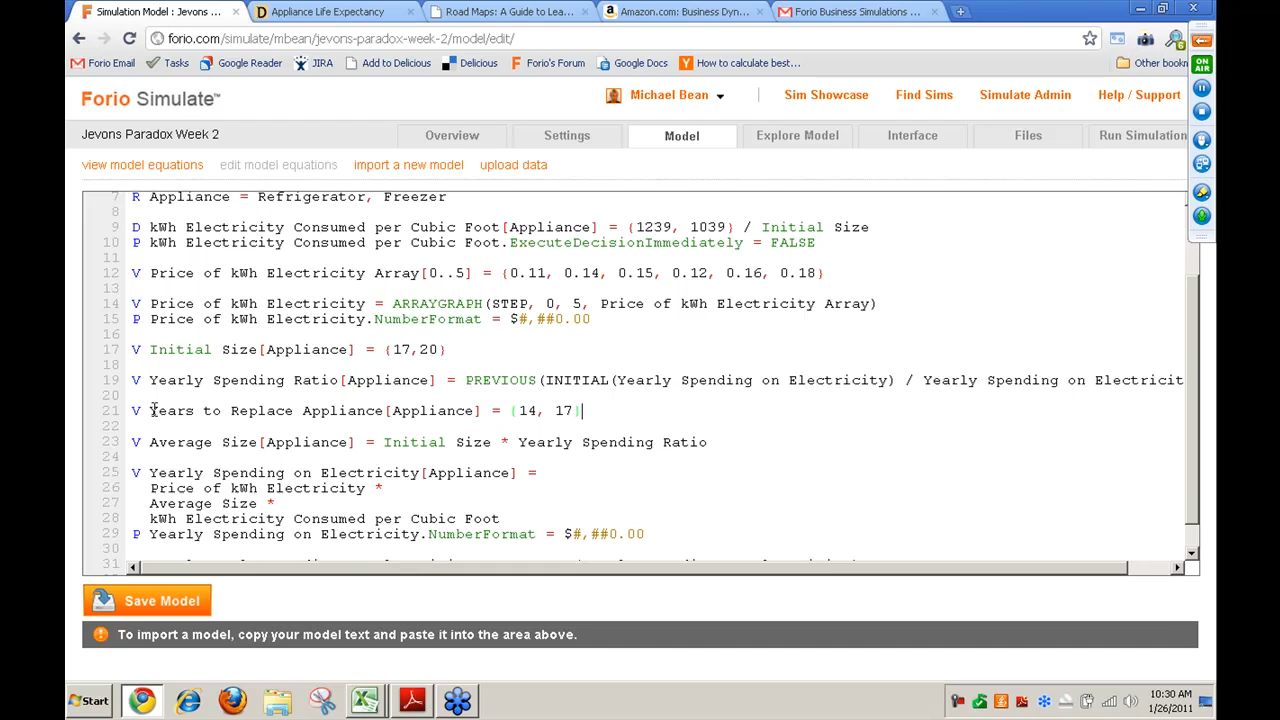 Simulation Model : Jevons ...
Appliance Life Expectancy
Road Maps: A Guide to Lea...
Amazon.com: Business Dyn...
Forio Business Simulations ...
forio.com/simulate/mbean/jevons-paradox-week-2/model/edit/
Forio Email
Tasks
Google Reader
JIRA
Add to Delicious
Delicious
Forio's Forum
Google Docs
How to calculate best...
Other bookn
6
ON AIR
Forio Simulate™
Michael Bean
Sim Showcase
Find Sims
Simulate Admin
Help / Support
Jevons Paradox Week 2
Overview
Settings
Model
Explore Model
Interface
Files
Run Simulation
view model equations
edit model equations
import a new model
upload data
7 R Appliance = Refrigerator, Freezer
8
9 D kWh Electricity Consumed per Cubic Foot[Appliance] = {1239, 1039} / Initial Size
10 P kWh Electricity Consumed per Cubic Foot.ExecuteDecisionImmediately = FALSE
11
12 V Price of kWh Electricity Array[0..5] = {0.11, 0.14, 0.15, 0.12, 0.16, 0.18}
13
14 V Price of kWh Electricity = ARRAYGRAPH(STEP, 0, 5, Price of kWh Electricity Array)
15 P Price of kWh Electricity.NumberFormat = $#,##0.00
16
17 V Initial Size[Appliance] = {17,20}
18
19 V Yearly Spending Ratio[Appliance] = PREVIOUS(INITIAL(Yearly Spending on Electricity) / Yearly Spending on Electricit
20
21 V Years to Replace Appliance[Appliance] = {14, 17}
22
23 V Average Size[Appliance] = Initial Size * Yearly Spending Ratio
24
25 V Yearly Spending on Electricity[Appliance] =
26 Price of kWh Electricity *
27 Average Size *
28 kWh Electricity Consumed per Cubic Foot
29 P Yearly Spending on Electricity.NumberFormat = $#,##0.00
30
31
Save Model
To import a model, copy your model text and paste it into the area above.
Start
10:30 AM
1/26/2011